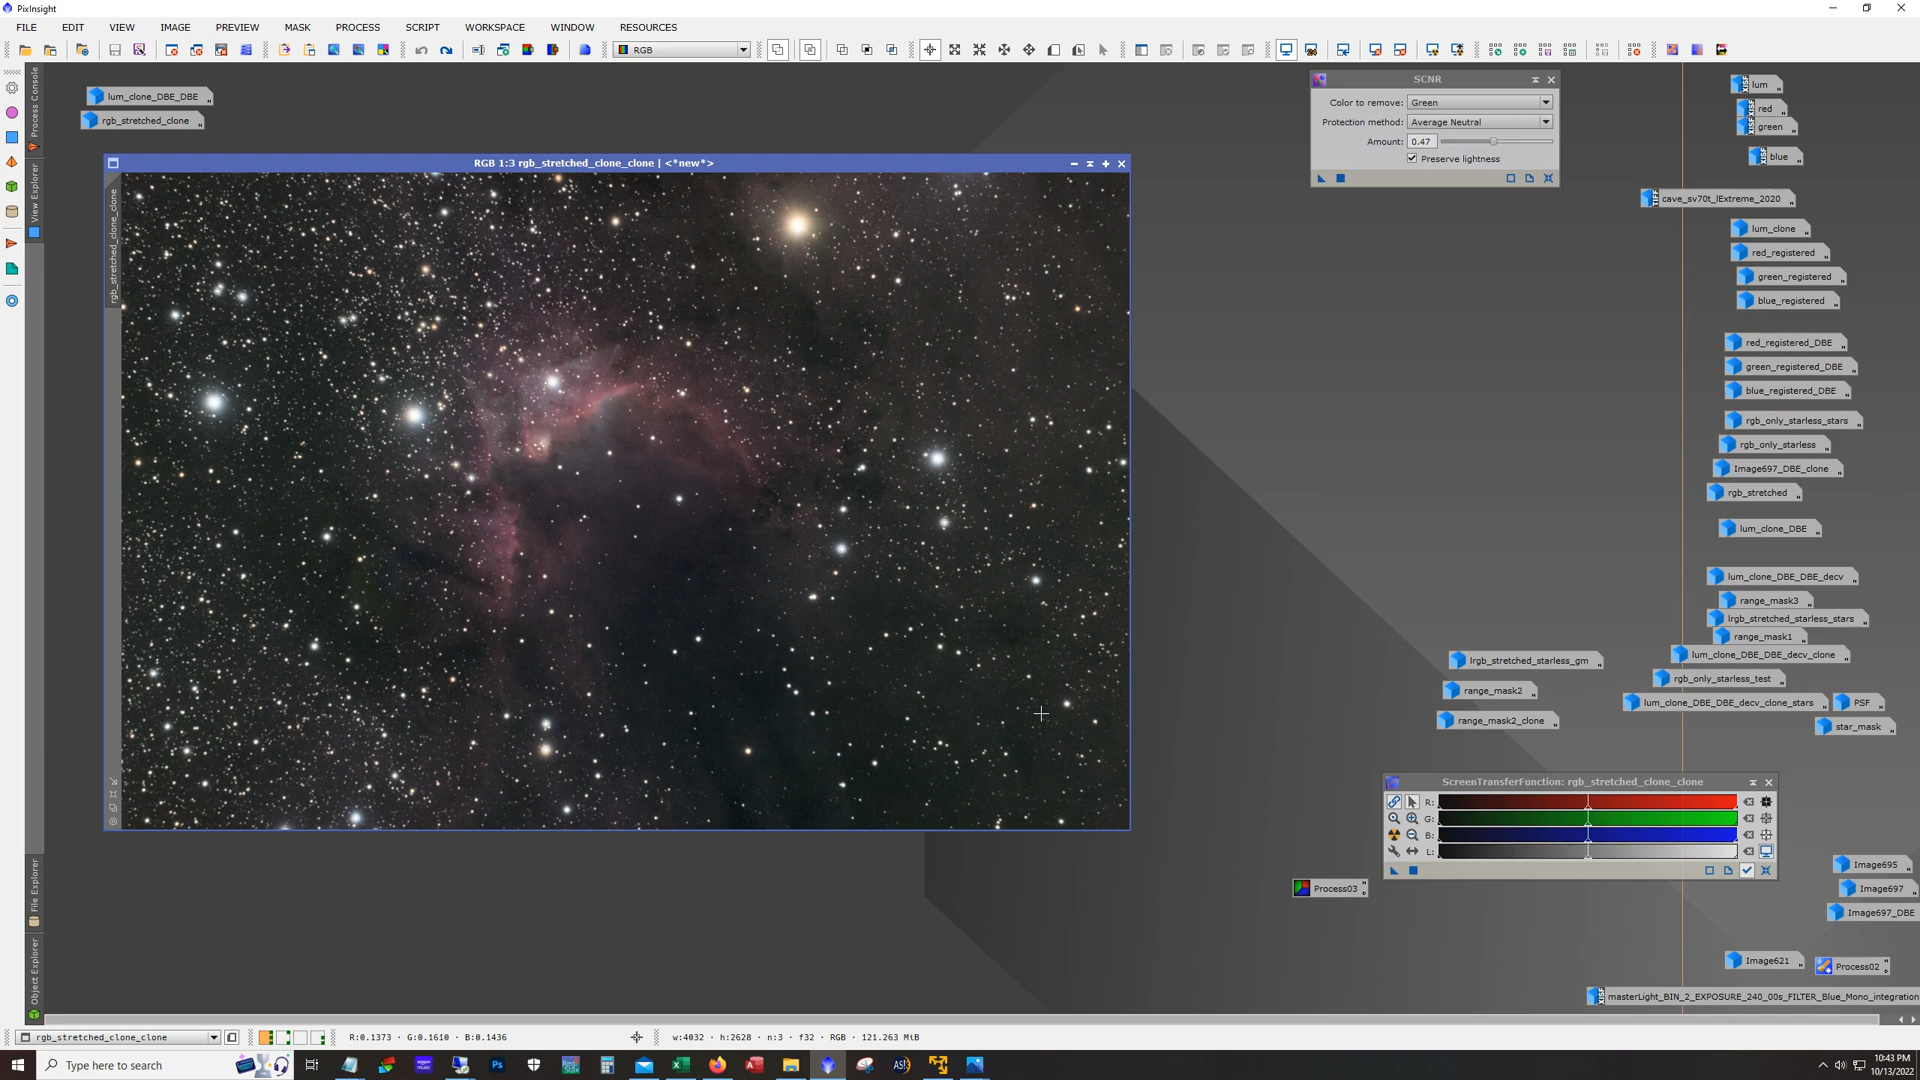 PixInsight
FILE EDIT VIEW IMAGE PREVIEW MASK PROCESS SCRIPT WORKSPACE WINDOW RESOURCES
RGB
Process Console
View Explorer
File Explorer
Object Explorer
lum_clone_DBE_DBE
rgb_stretched_clone
RGB 1:3 rgb_stretched_clone_clone | <*new*>
rgb_stretched_clone_clone
SCNR
Color to remove: Green
Protection method: Average Neutral
Amount: 0.47
Preserve lightness
lum
red
green
blue
cave_sv70t_lExtreme_2020
lum_clone
red_registered
green_registered
blue_registered
red_registered_DBE
green_registered_DBE
blue_registered_DBE
rgb_only_starless_stars
rgb_only_starless
Image697_DBE_clone
rgb_stretched
lum_clone_DBE
lum_clone_DBE_DBE_decv
range_mask3
lrgb_stretched_starless_stars
range_mask1
lum_clone_DBE_DBE_decv_clone
lrgb_stretched_starless_gm
rgb_only_starless_test
range_mask2
lum_clone_DBE_DBE_decv_clone_stars PSF
range_mask2_clone
star_mask
ScreenTransferFunction: rgb_stretched_clone_clone
R:
G:
B:
L:
Image695
Process03
Image697
Image697_DBE
Image621 Process02
masterLight_BIN_2_EXPOSURE_240_00s_FILTER_Blue_Mono_integration
rgb_stretched_clone_clone R:0.1373 · G:0.1610 · B:0.1436 w:4032 · h:2628 · n:3 · f32 · RGB · 121.263 MiB
Type here to search
Ps
10:43 PM
10/13/2022